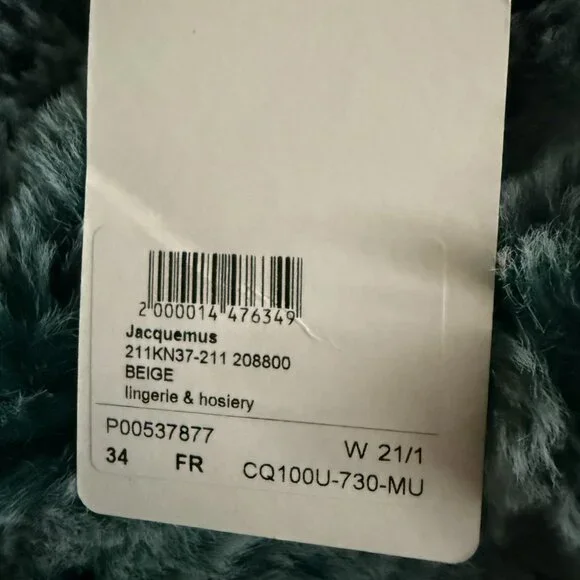 2 000014 476349
Jacquemus
211KN37-211 208800
BEIGE
lingerie & hosiery
P00537877 W 21/1
34 FR CQ100U-730-MU